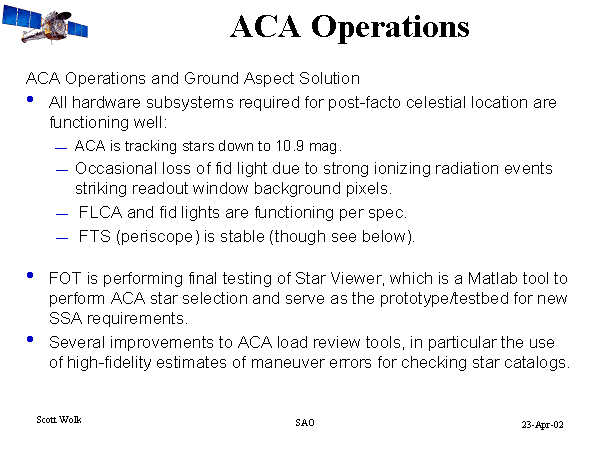 ACA Operations
ACA Operations and Ground Aspect Solution
• All hardware subsystems required for post-facto celestial location are
functioning well:
— ACA is tracking stars down to 10.9 mag.
— Occasional loss of fid light due to strong ionizing radiation events
striking readout window background pixels.
— FLCA and fid lights are functioning per spec.
— FTS (periscope) is stable (though see below).
• FOT is performing final testing of Star Viewer, which is a Matlab tool to
perform ACA star selection and serve as the prototype/testbed for new
SSA requirements.
• Several improvements to ACA load review tools, in particular the use
of high-fidelity estimates of maneuver errors for checking star catalogs.
Scott Wolk
SAO
23-Apr-02